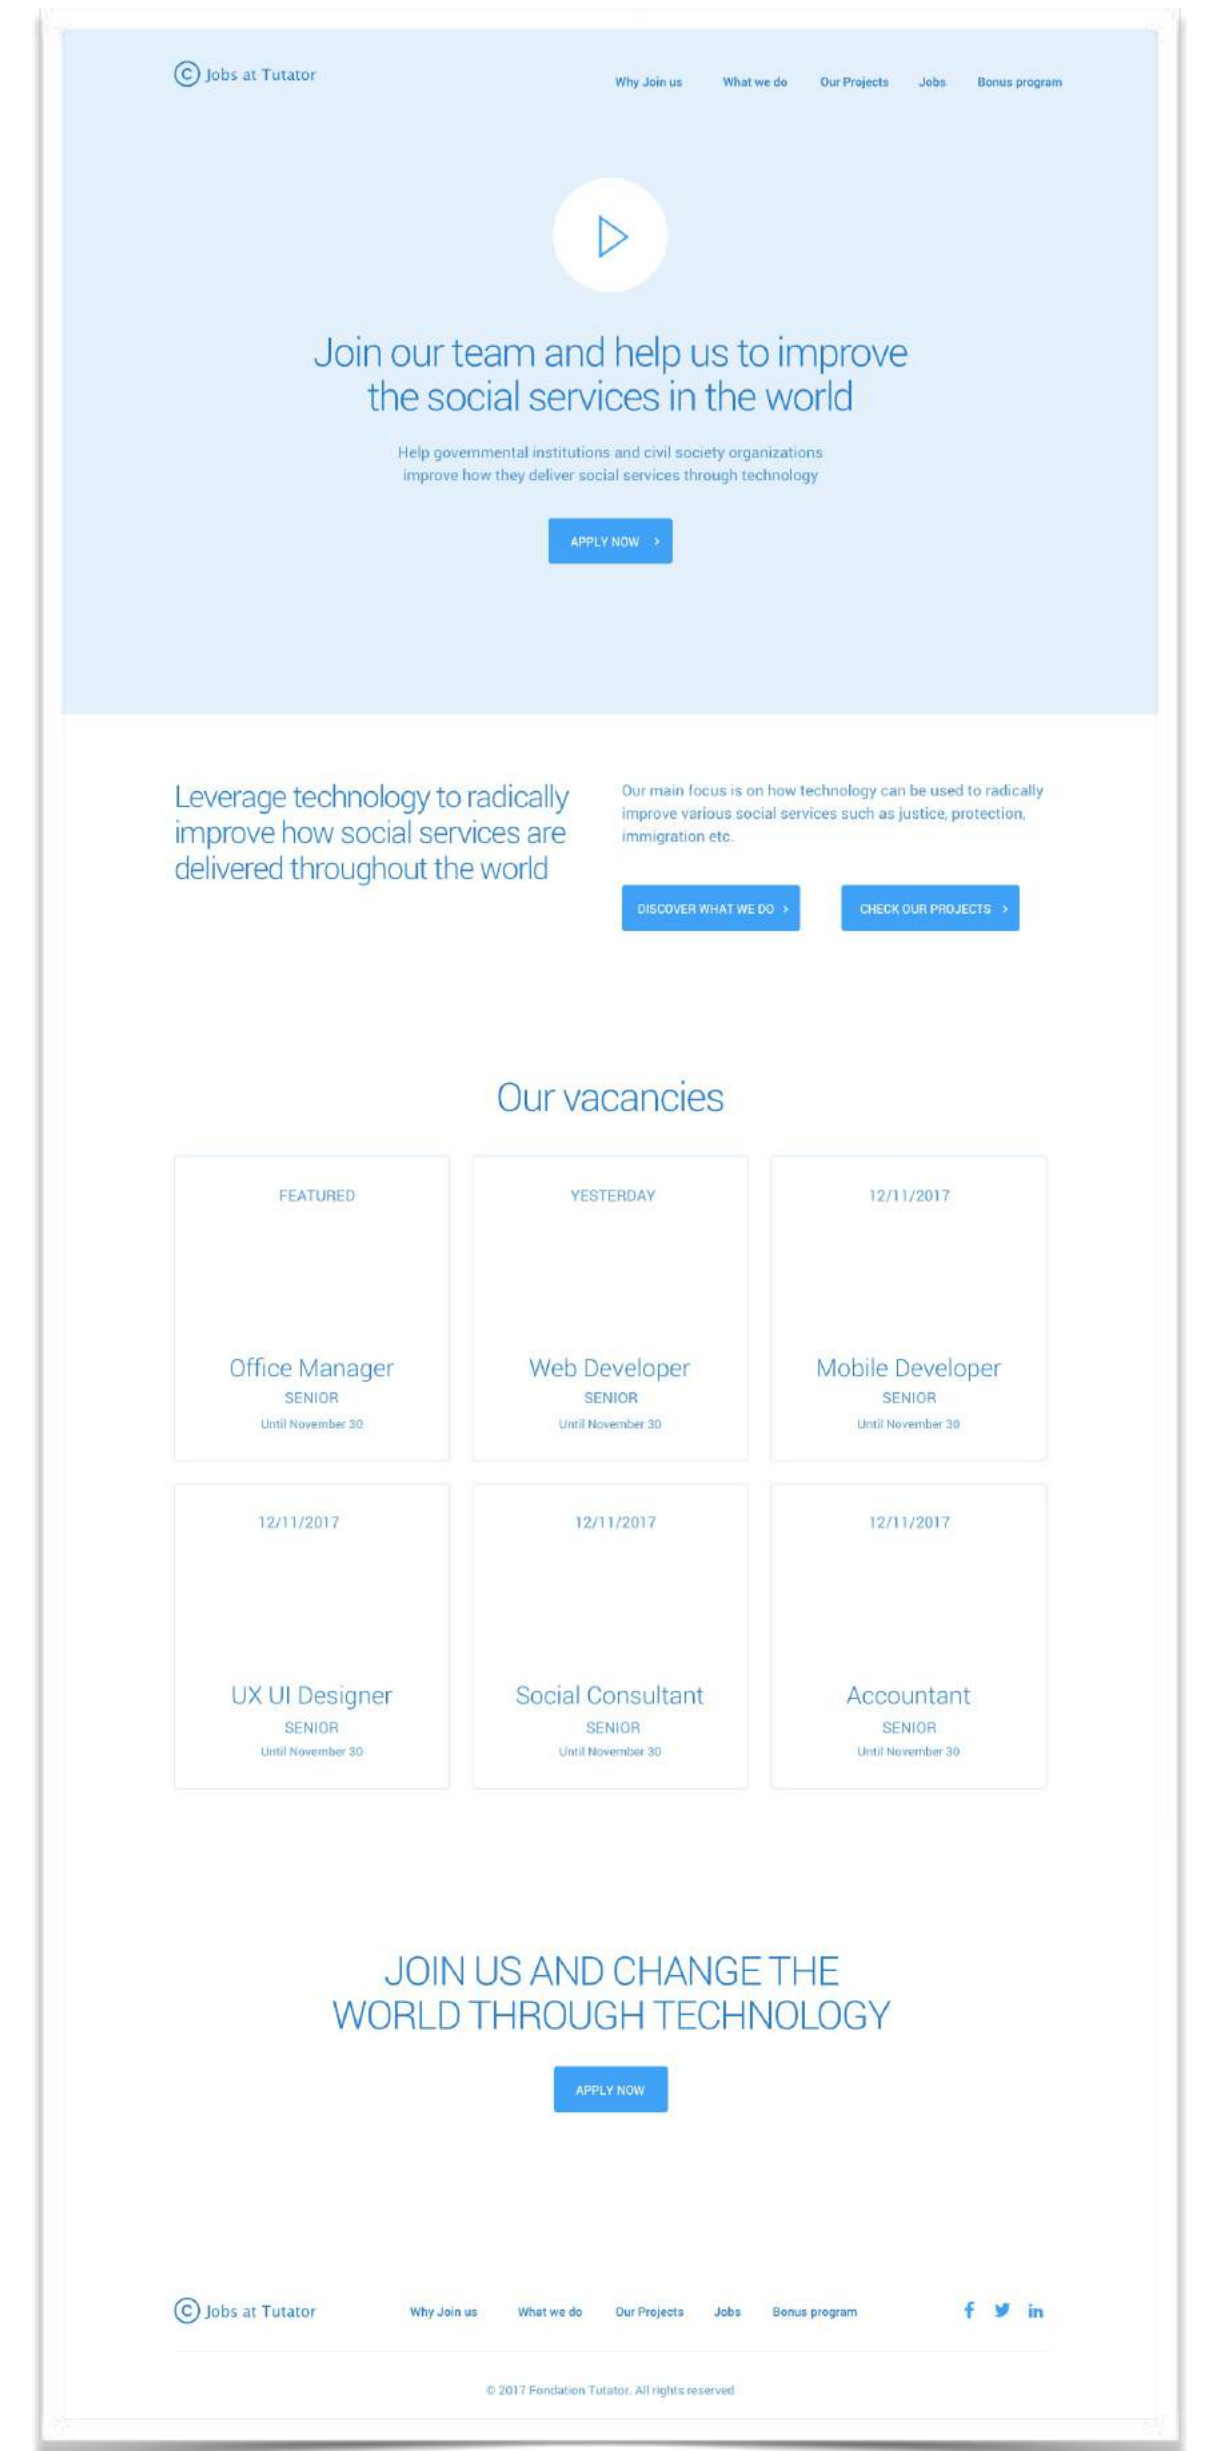 © Jobs at Tutator
Why Join us What we do Our Projects Jobs Bonus program
Join our team and help us to improve
the social services in the world
Help governmental institutions and civil society organizations
improve how they deliver social services through technology
APPLY NOW >
Leverage technology to radically
improve how social services are
delivered throughout the world
Our main focus is on how technology can be used to radically
improve various social services such as justice, protection,
immigration etc.
DISCOVER WHAT WE DO > CHECK OUR PROJECTS >
Our vacancies
FEATURED
Office Manager
SENIOR
Until November 30
YESTERDAY
Web Developer
SENIOR
Until November 30
12/11/2017
Mobile Developer
SENIOR
Until November 30
12/11/2017
UX UI Designer
SENIOR
Until November 30
12/11/2017
Social Consultant
SENIOR
Until November 30
12/11/2017
Accountant
SENIOR
Until November 30
JOIN US AND CHANGE THE
WORLD THROUGH TECHNOLOGY
APPLY NOW
© Jobs at Tutator Why Join us What we do Our Projects Jobs Bonus program f in
© 2017 Fondation Tutator. All rights reserved